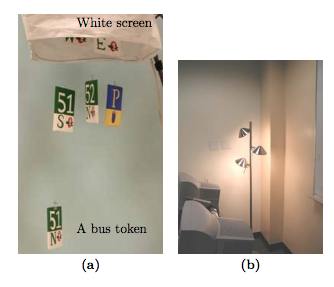 White screen
E
51
S
52
N
P
51
N
A bus token
(a)
(b)